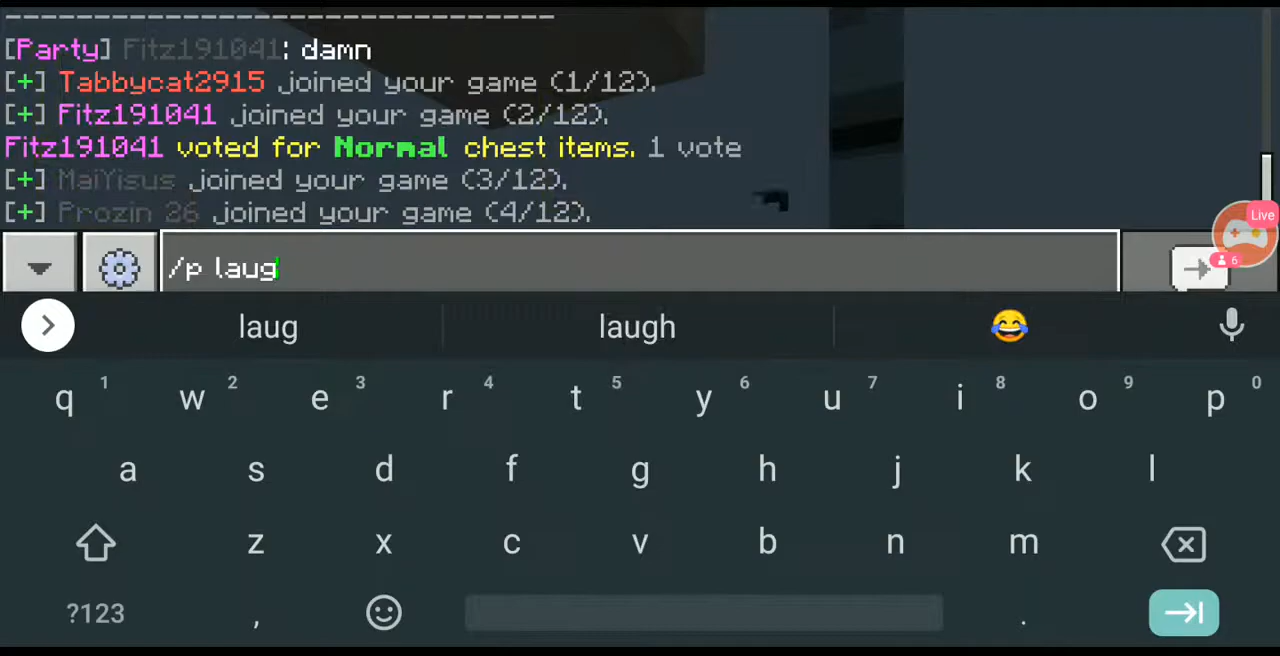 [Party] Fitz191041: damn
[+] Tabbycat2915 joined your game (1/12).
[+] Fitz191041 joined your game (2/12).
Fitz191041 voted for Normal chest items. 1 vote
[+] MaiYisus joined your game (3/12).
[+] Prozin 26 joined your game (4/12).
Live
6
/p laug
laug laugh
q 1 w 2 e 3 r 4 t 5 y 6 u 7 i 8 o 9 p 0
a s d f g h j k l
z x c v b n m
?123 , .